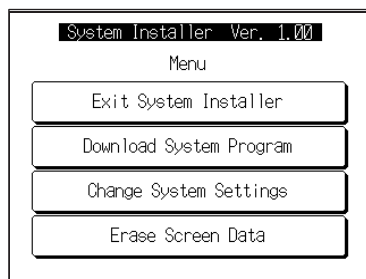 System Installer Ver. 1.00
Menu
Exit System Installer
Download System Program
Change System Settings
Erase Screen Data